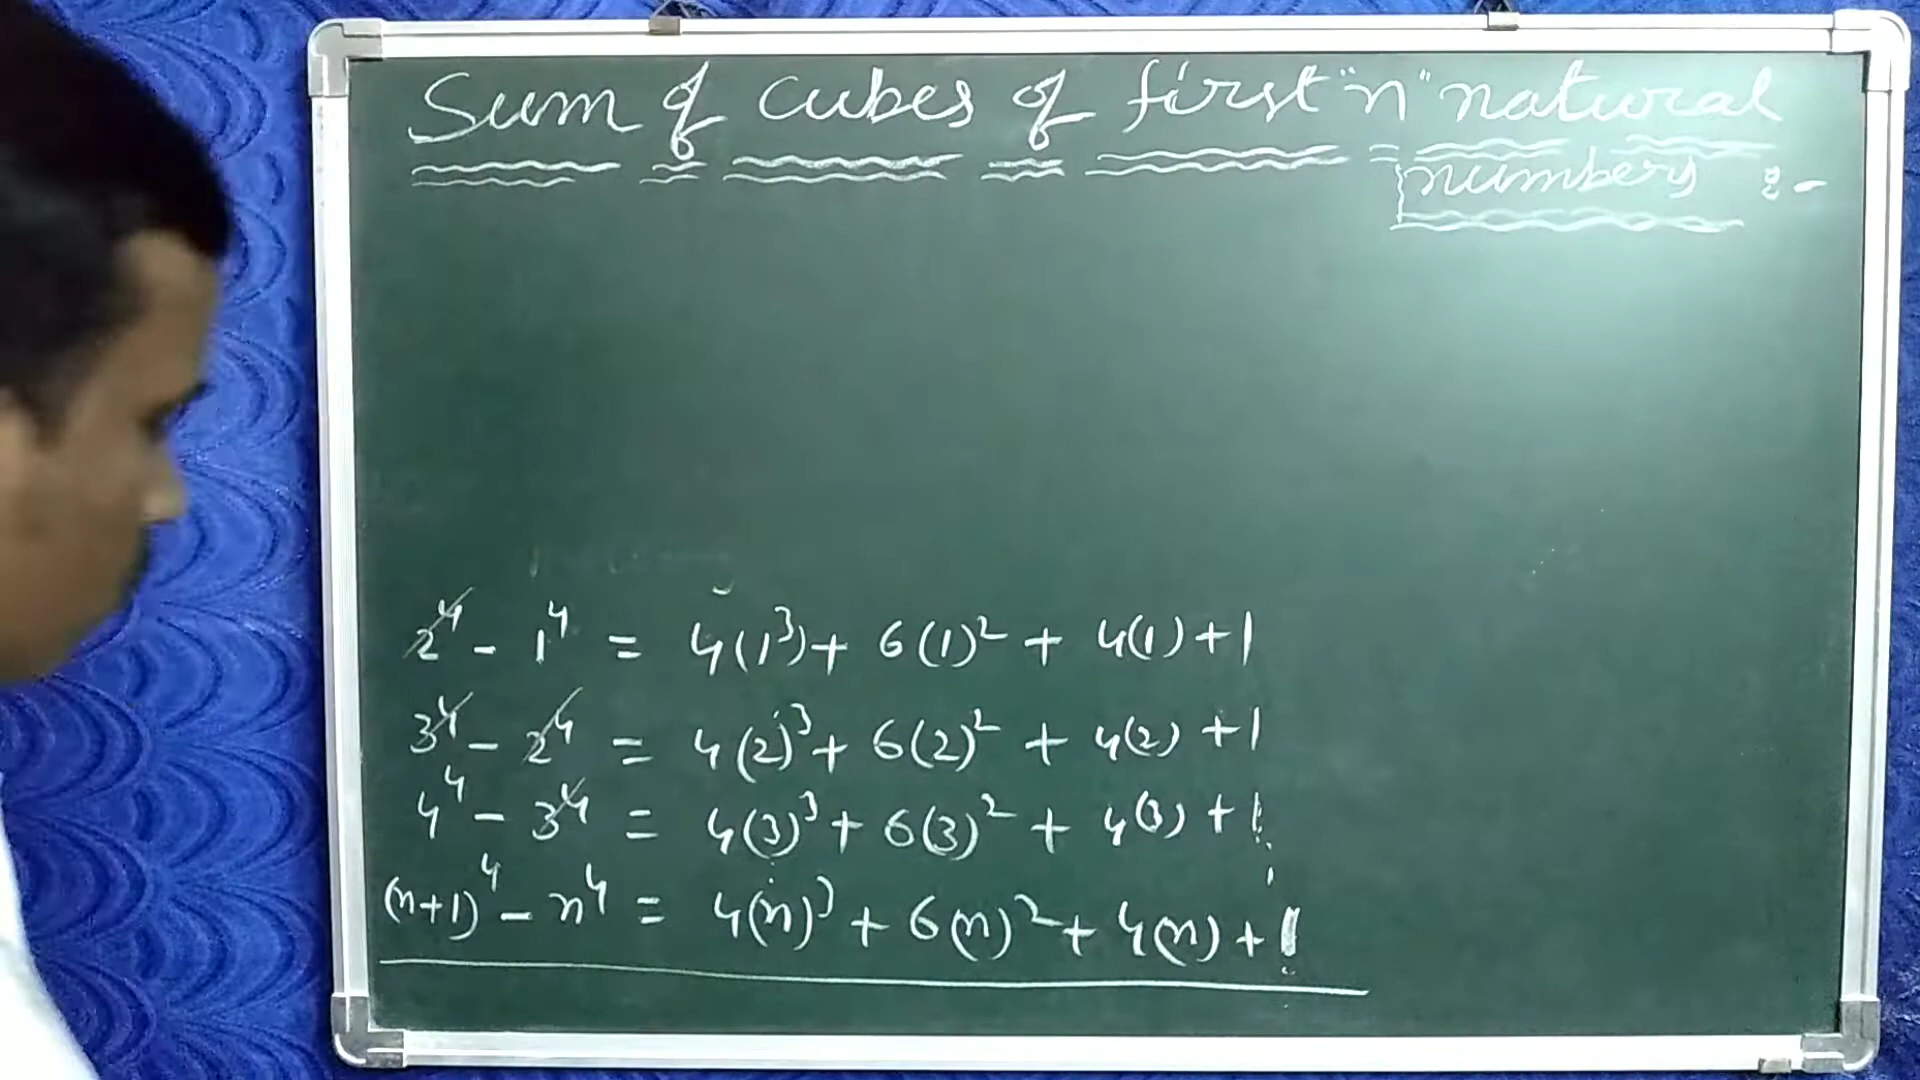 Sum of cubes of first "n" natural
numbers :-
2⁴ - 1⁴ = 4(1³) + 6(1)² + 4(1) + 1
3⁴ - 2⁴ = 4(2)³ + 6(2)² + 4(2) + 1
4⁴ - 3⁴ = 4(3)³ + 6(3)² + 4(3) + 1
(n+1)⁴ - n⁴ = 4(n)³ + 6(n)² + 4(n) + 1